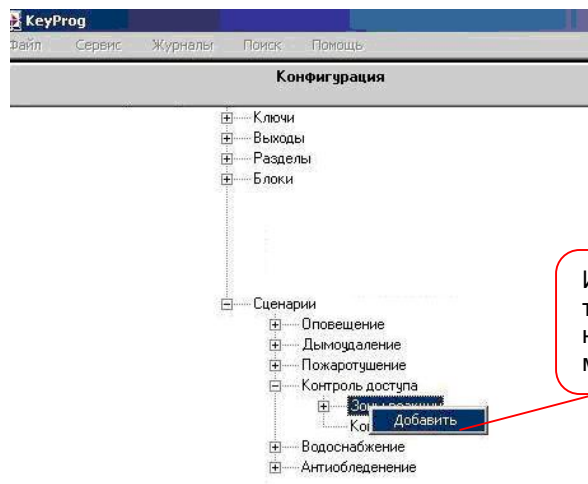 KeyProg
Файл Сервис Журналы Поиск Помощь
Конфигурация
Ключи
Выходы
Разделы
Блоки
Сценарии
Оповещение
Дымоудаление
Пожаротушение
Контроль доступа
Добавить
Водоснабжение
Антиобледенение